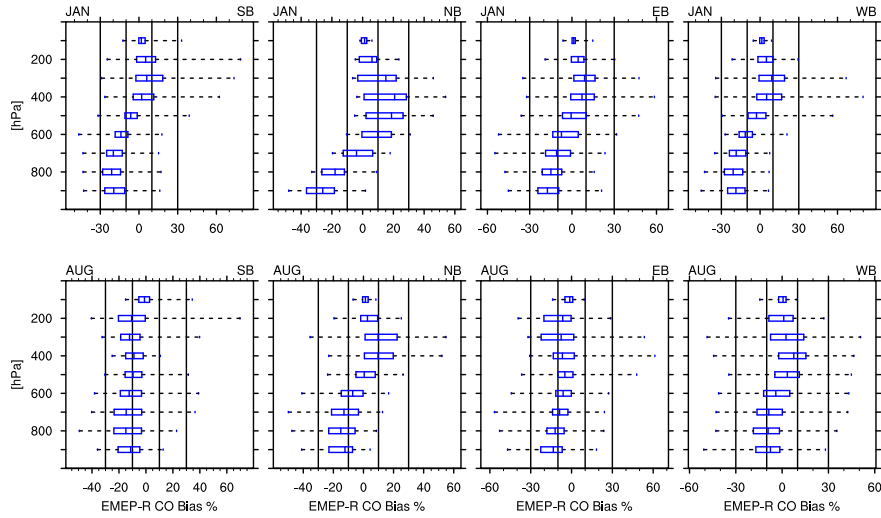 JAN SB JAN NB JAN EB JAN WB
200
400
[hPa]
600
800
-30 0 30 60 -40 -20 0 20 40 60 -60 -30 0 30 60 -30 0 30 60
AUG SB AUG NB AUG EB AUG WB
200
400
[hPa]
600
800
-60 -40 -20 0 20 40 60 -40 -20 0 20 40 60 -60 -30 0 30 60 -60 -30 0 30 60
EMEP-R CO Bias % EMEP-R CO Bias % EMEP-R CO Bias % EMEP-R CO Bias %